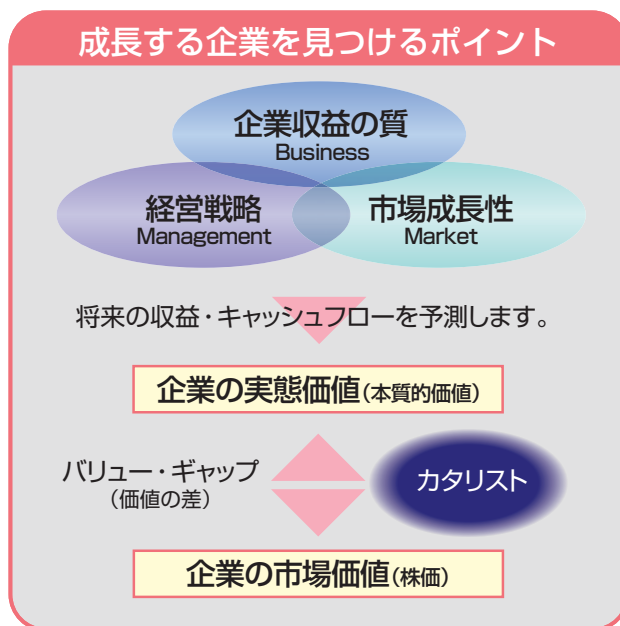 成長する企業を見つけるポイント
企業収益の質
Business
経営戦略
Management
市場成長性
Market
将来の収益・キャッシュフローを予測します。
企業の実態価値(本質的価値)
バリュー・ギャップ
(価値の差)
カタリスト
企業の市場価値(株価)